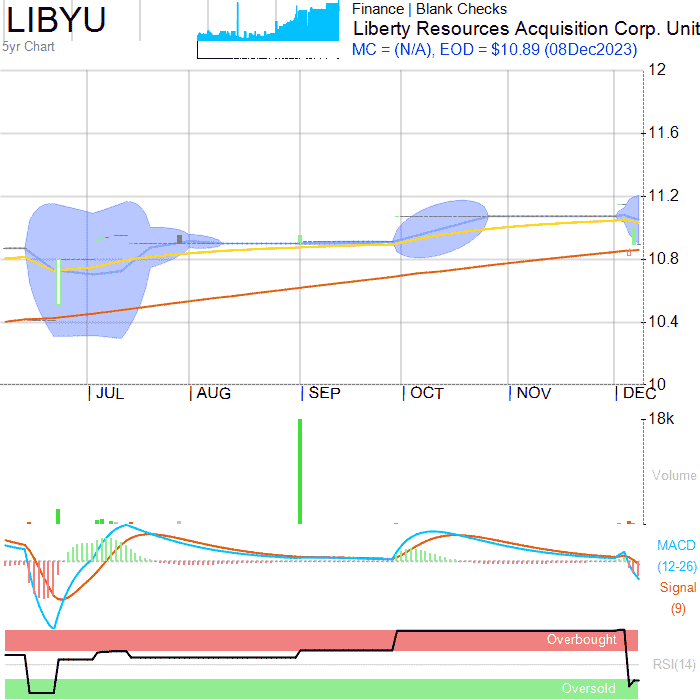 LIBYU
5yr Chart
Finance | Blank Checks
Liberty Resources Acquisition Corp. Unit
MC = (N/A), EOD = $10.89 (08Dec2023)
12
11.6
11.2
10.8
10.4
10
JUL AUG SEP OCT NOV DEC
18k
Volume
MACD
(12-26)
Signal
(9)
Overbought
RSI(14)
Oversold